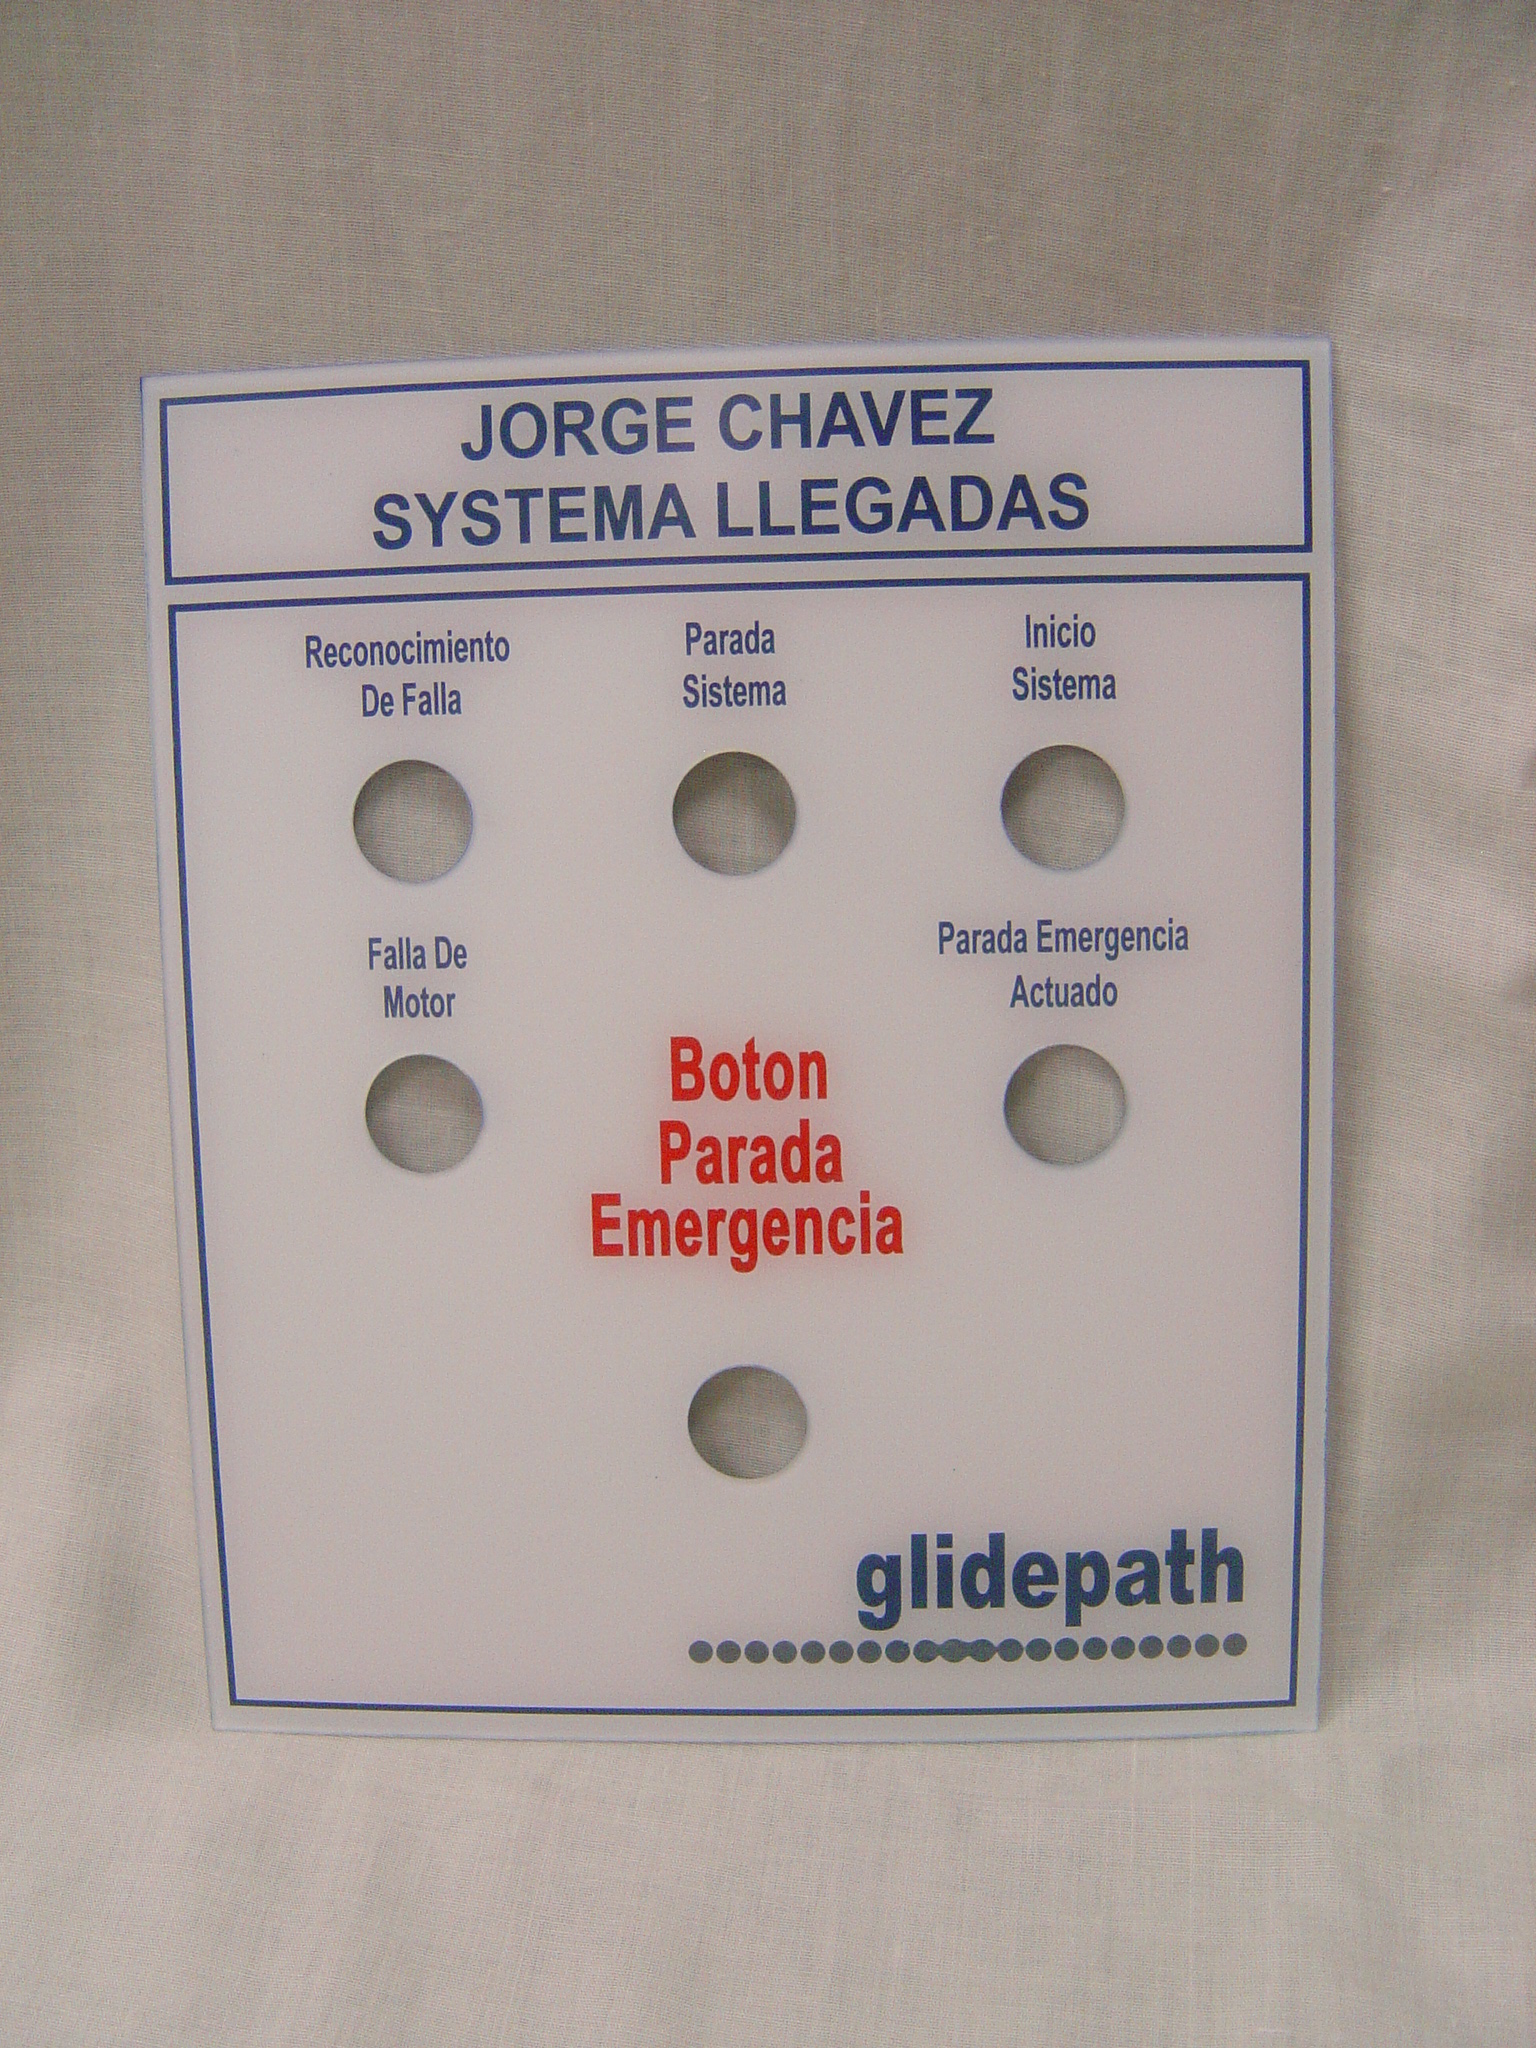 JORGE CHAVEZ
SYSTEMA LLEGADAS
Reconocimiento
De Falla
Parada
Sistema
Inicio
Sistema
Falla De
Motor
Parada Emergencia
Actuado
Boton
Parada
Emergencia
glidepath